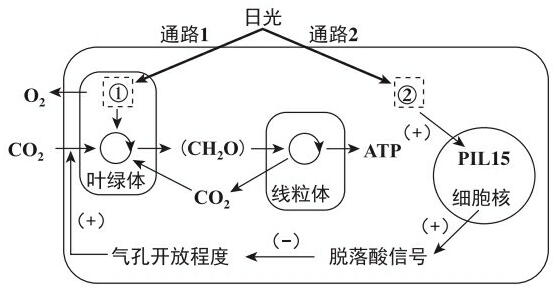 日光
通路1 通路2
O₂ ① ②
(+)
CO₂ (CH₂O) ATP PIL15
叶绿体 CO₂ 线粒体 细胞核
(+) (−) (+)
气孔开放程度 脱落酸信号